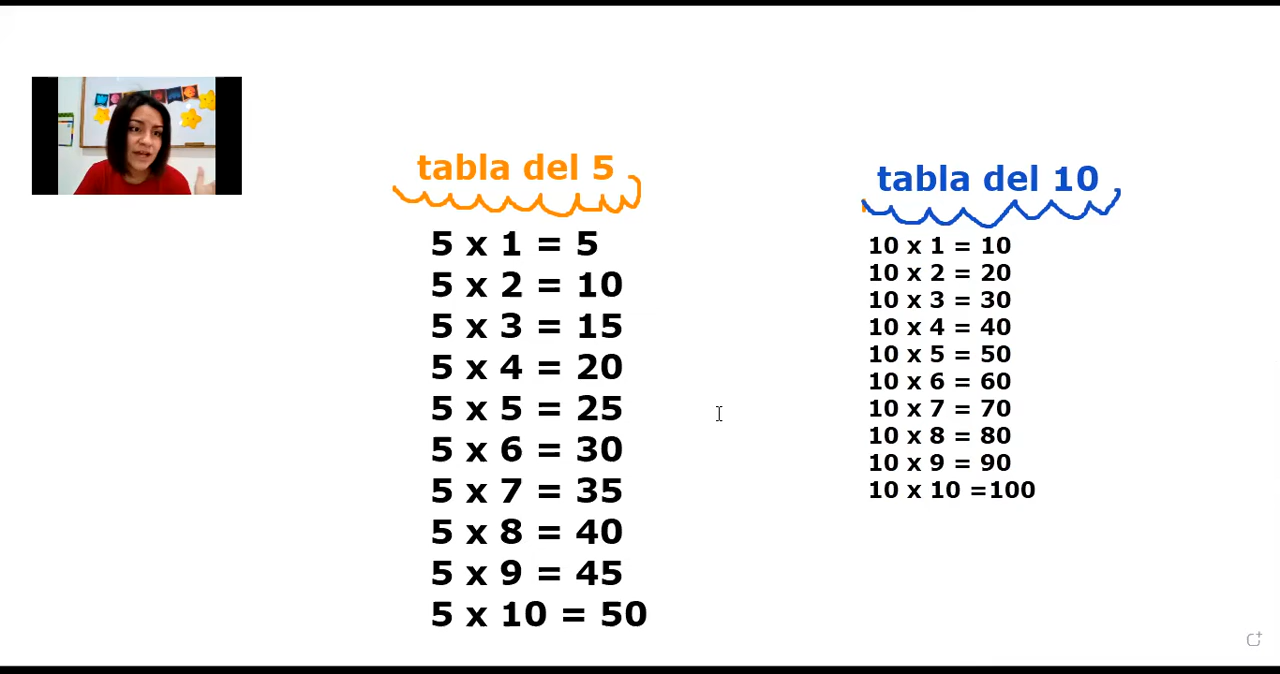 tabla del 5
5 x 1 = 5
5 x 2 = 10
5 x 3 = 15
5 x 4 = 20
5 x 5 = 25
5 x 6 = 30
5 x 7 = 35
5 x 8 = 40
5 x 9 = 45
5 x 10 = 50
tabla del 10
10 x 1 = 10
10 x 2 = 20
10 x 3 = 30
10 x 4 = 40
10 x 5 = 50
10 x 6 = 60
10 x 7 = 70
10 x 8 = 80
10 x 9 = 90
10 x 10 =100